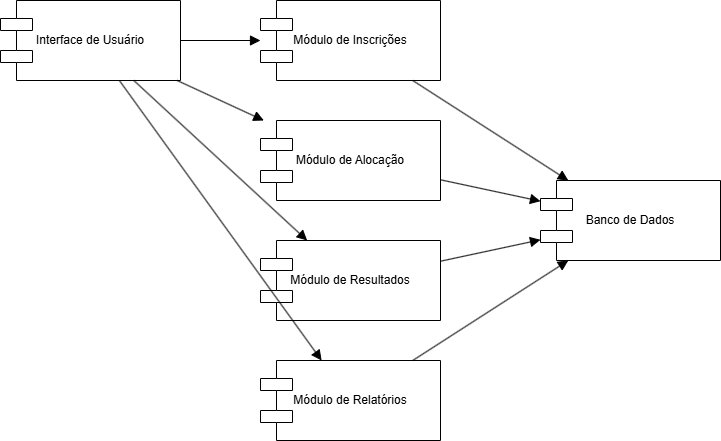 Interface de Usuário
Módulo de Inscrições
Módulo de Alocação
Banco de Dados
Módulo de Resultados
Módulo de Relatórios